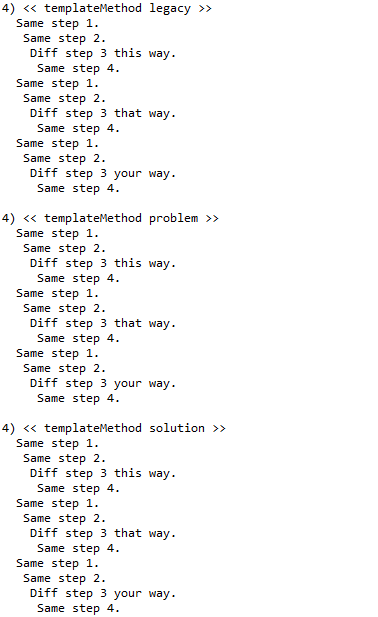 4) << templateMethod legacy >>
  Same step 1.
   Same step 2.
    Diff step 3 this way.
     Same step 4.
  Same step 1.
   Same step 2.
    Diff step 3 that way.
     Same step 4.
  Same step 1.
   Same step 2.
    Diff step 3 your way.
     Same step 4.

4) << templateMethod problem >>
  Same step 1.
   Same step 2.
    Diff step 3 this way.
     Same step 4.
  Same step 1.
   Same step 2.
    Diff step 3 that way.
     Same step 4.
  Same step 1.
   Same step 2.
    Diff step 3 your way.
     Same step 4.

4) << templateMethod solution >>
  Same step 1.
   Same step 2.
    Diff step 3 this way.
     Same step 4.
  Same step 1.
   Same step 2.
    Diff step 3 that way.
     Same step 4.
  Same step 1.
   Same step 2.
    Diff step 3 your way.
     Same step 4.